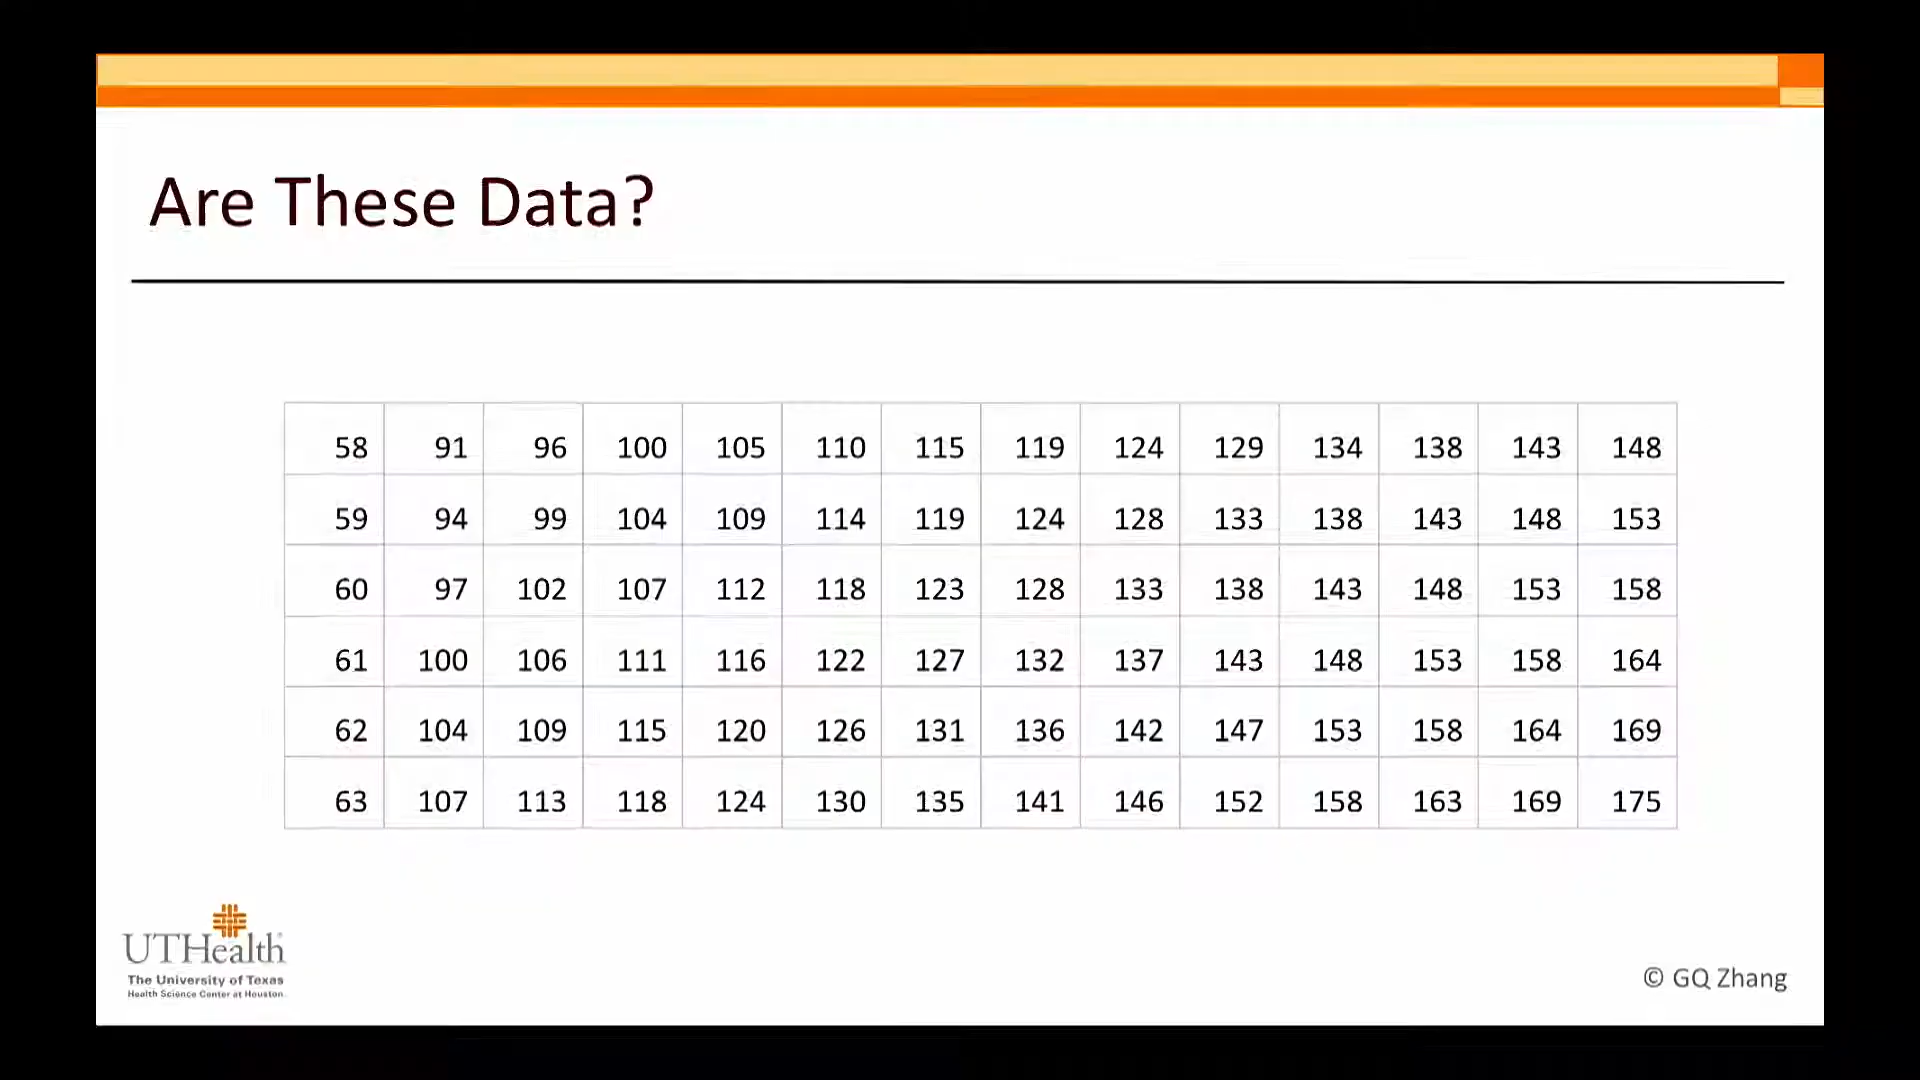 Are These Data?
58 91 96 100 105 110 115 119 124 129 134 138 143 148
59 94 99 104 109 114 119 124 128 133 138 143 148 153
60 97 102 107 112 118 123 128 133 138 143 148 153 158
61 100 106 111 116 122 127 132 137 143 148 153 158 164
62 104 109 115 120 126 131 136 142 147 153 158 164 169
63 107 113 118 124 130 135 141 146 152 158 163 169 175
UTHealth
The University of Texas
Health Science Center at Houston
© GQ Zhang